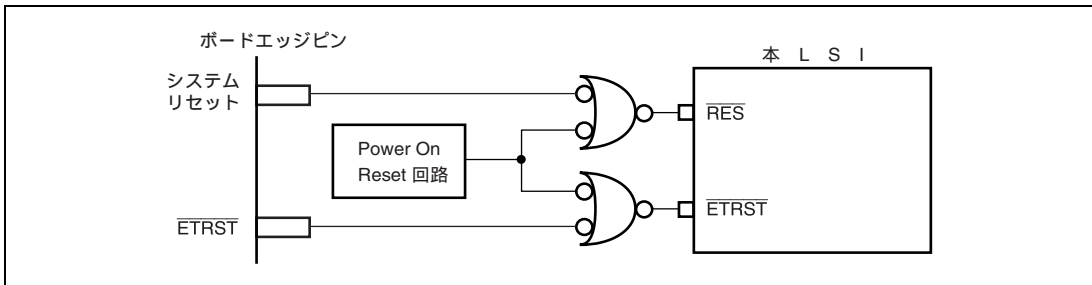 ボードエッジピン
システム
リセット
Power On
Reset 回路
ETRST
本 L S I
RES
ETRST